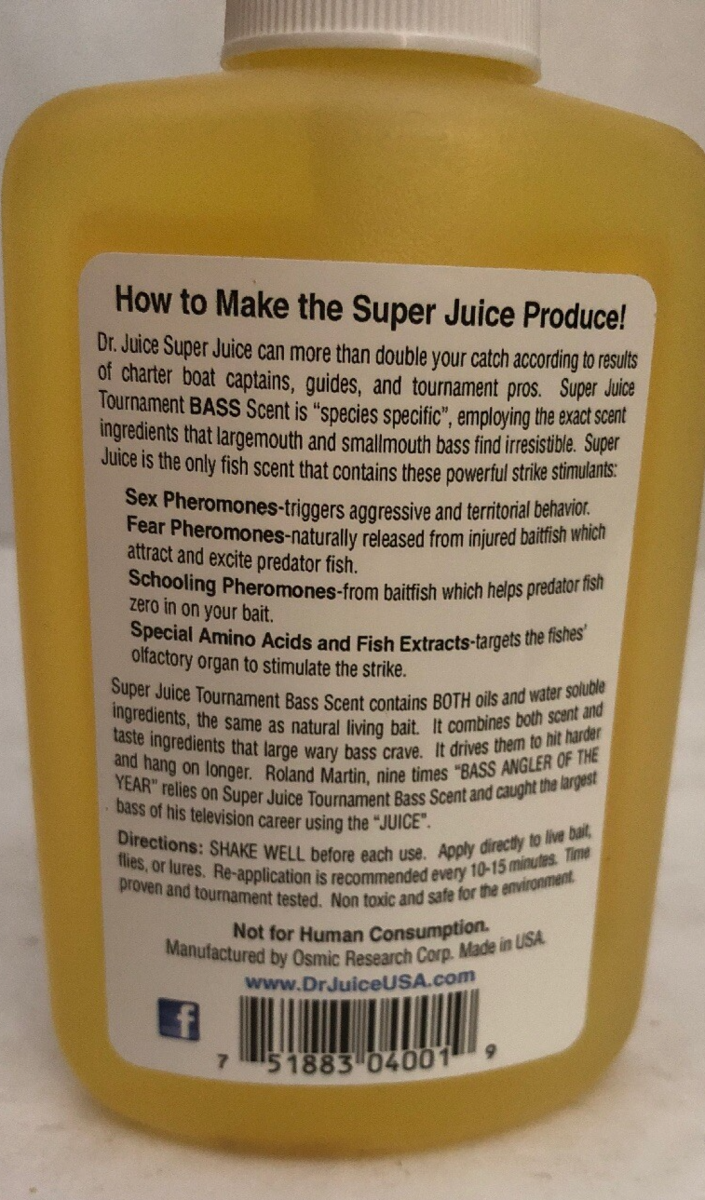 How to Make the Super Juice Produce!
Dr. Juice Super Juice can more than double your catch according to results
of charter boat captains, guides, and tournament pros. Super Juice
Tournament BASS Scent is “species specific”, employing the exact scent
ingredients that largemouth and smallmouth bass find irresistible. Super
Juice is the only fish scent that contains these powerful strike stimulants:
Sex Pheromones-triggers aggressive and territorial behavior.
Fear Pheromones-naturally released from injured baitfish which
attract and excite predator fish.
Schooling Pheromones-from baitfish which helps predator fish
zero in on your bait.
Special Amino Acids and Fish Extracts-targets the fishes’
olfactory organ to stimulate the strike.
Super Juice Tournament Bass Scent contains BOTH oils and water soluble
ingredients, the same as natural living bait. It combines both scent and
taste ingredients that large wary bass crave. It drives them to hit harder
and hang on longer. Roland Martin, nine times “BASS ANGLER OF THE
YEAR” relies on Super Juice Tournament Bass Scent and caught the largest
bass of his television career using the “JUICE”.
Directions: SHAKE WELL before each use. Apply directly to live bait,
flies, or lures. Re-application is recommended every 10-15 minutes. Time
proven and tournament tested. Non toxic and safe for the environment.
Not for Human Consumption.
Manufactured by Osmic Research Corp. Made in USA.
www.DrJuiceUSA.com
f
7 51883 04001 9